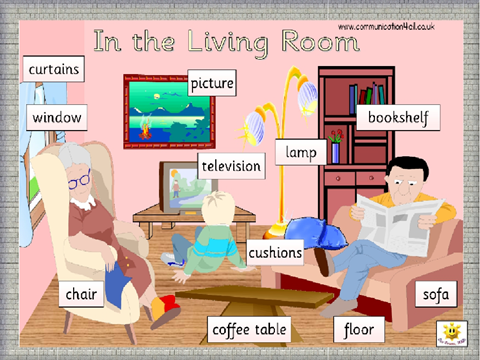 www.communication4all.co.uk
In the Living Room
curtains
picture
window
bookshelf
lamp
television
cushions
chair
sofa
coffee table
floor